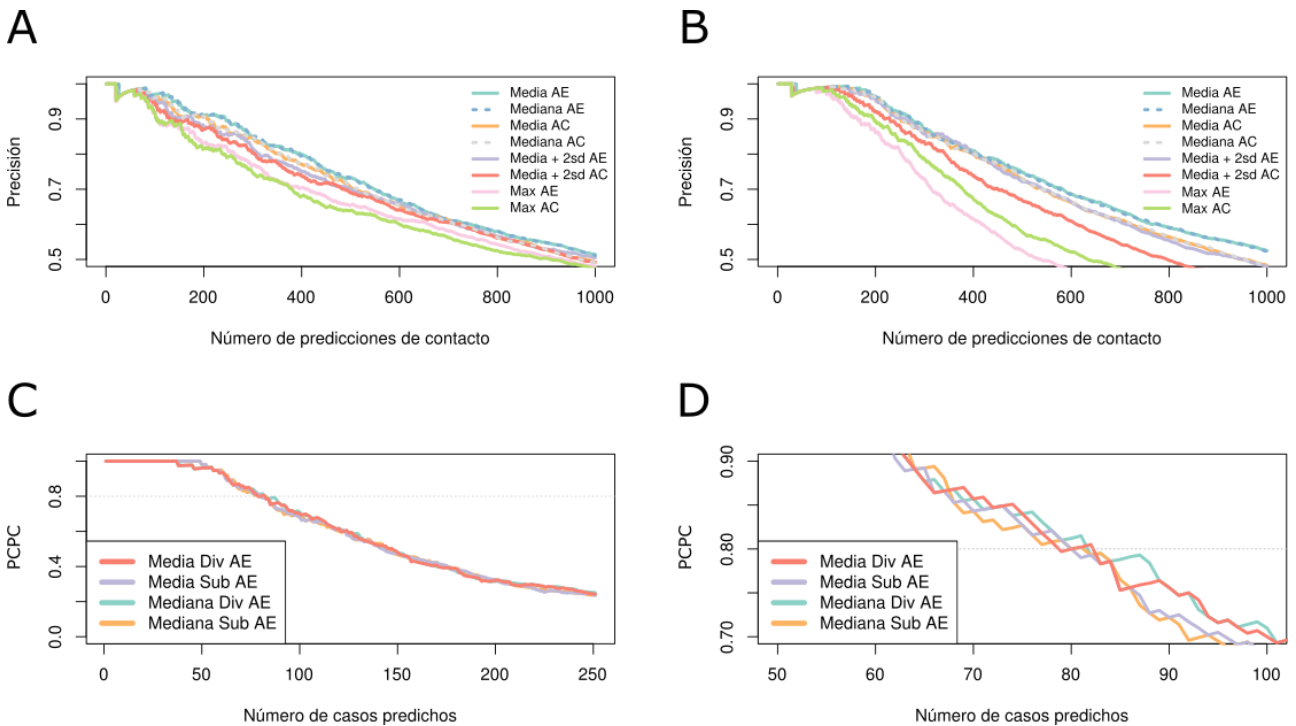 A
Precisión
0.5
0.7
0.9
0
200
400
600
800
1000
Número de predicciones de contacto
Media AE
Mediana AE
Media AC
Mediana AC
Media + 2sd AE
Media + 2sd AC
Max AE
Max AC
B
Precisión
0.5
0.7
0.9
0
200
400
600
800
1000
Número de predicciones de contacto
Media AE
Mediana AE
Media AC
Mediana AC
Media + 2sd AE
Media + 2sd AC
Max AE
Max AC
C
PCPC
0.0
0.4
0.8
0
50
100
150
200
250
Número de casos predichos
Media Div AE
Media Sub AE
Mediana Div AE
Mediana Sub AE
D
PCPC
0.70
0.80
0.90
50
60
70
80
90
100
Número de casos predichos
Media Div AE
Media Sub AE
Mediana Div AE
Mediana Sub AE